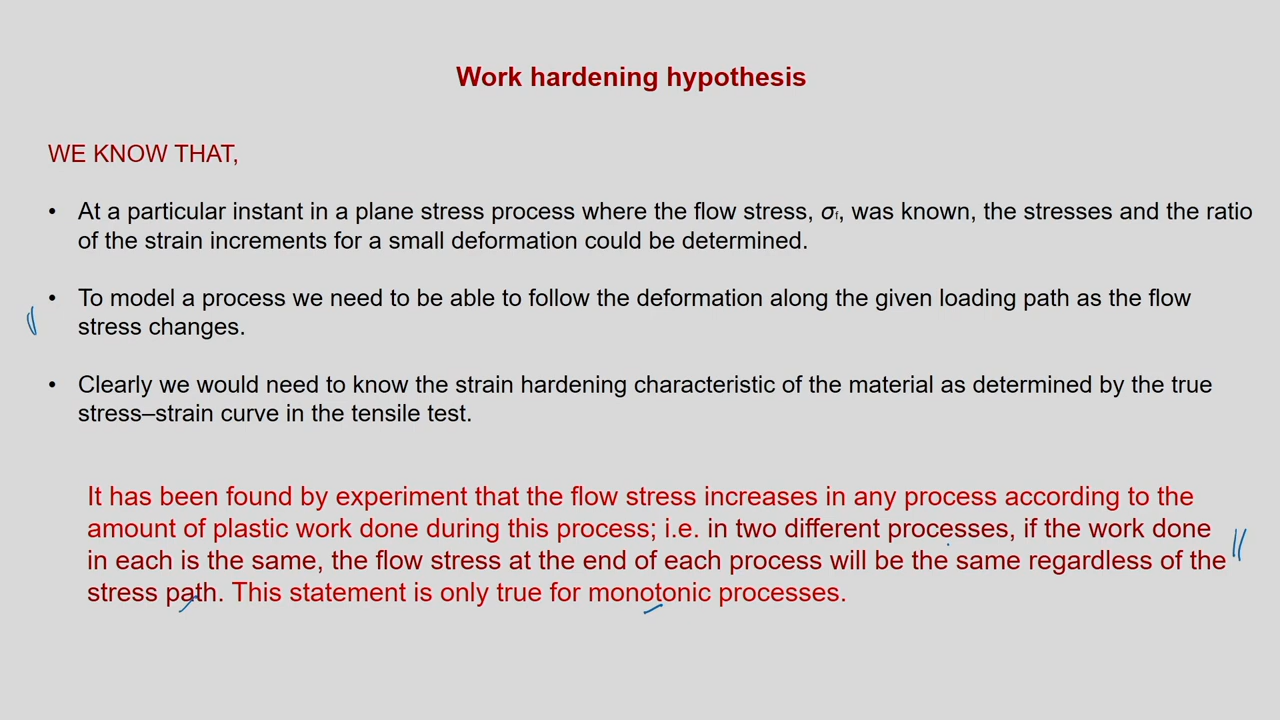 Work hardening hypothesis
WE KNOW THAT,
• At a particular instant in a plane stress process where the flow stress, σf, was known, the stresses and the ratio
of the strain increments for a small deformation could be determined.
• To model a process we need to be able to follow the deformation along the given loading path as the flow
stress changes.
• Clearly we would need to know the strain hardening characteristic of the material as determined by the true
stress–strain curve in the tensile test.
It has been found by experiment that the flow stress increases in any process according to the
amount of plastic work done during this process; i.e. in two different processes, if the work done
in each is the same, the flow stress at the end of each process will be the same regardless of the
stress path. This statement is only true for monotonic processes.